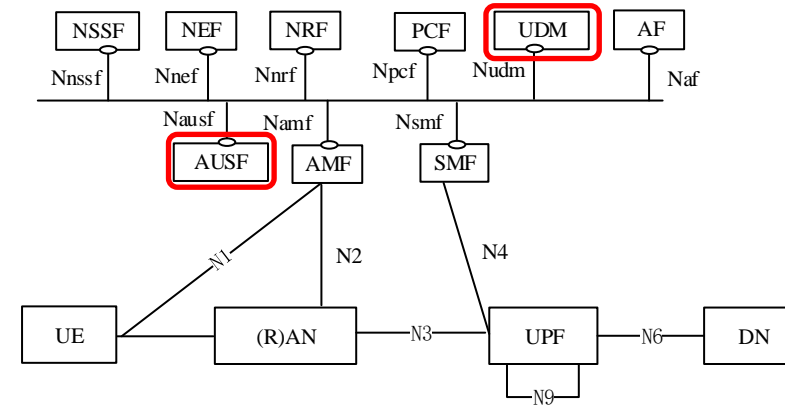 NSSF NEF NRF PCF UDM AF
Nnssf Nnef Nnrf Npcf Nudm Naf
Nausf Namf Nsmf
AUSF AMF SMF
N1 N2 N4
UE (R)AN N3 UPF N6 DN
N9